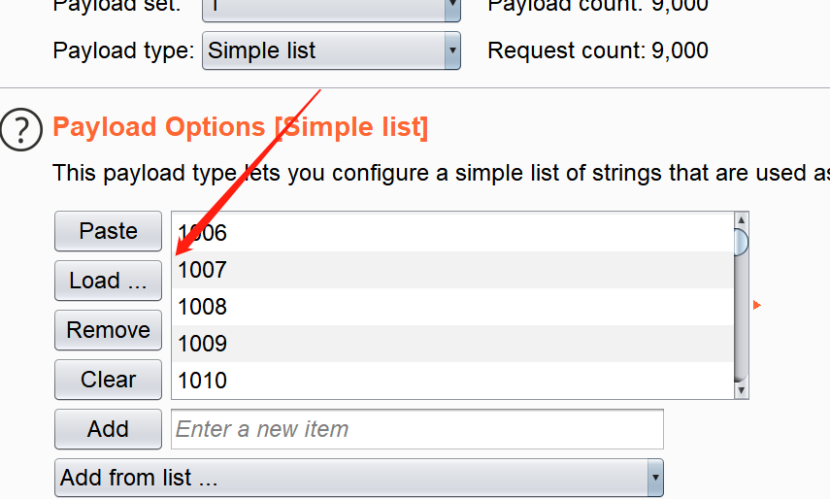 Payload set: 1 Payload count: 9,000
Payload type: Simple list Request count: 9,000
? Payload Options [Simple list]
This payload type lets you configure a simple list of strings that are used as
Paste
1006
Load ...
1007
1008
Remove
1009
Clear
1010
Add
Enter a new item
Add from list ...